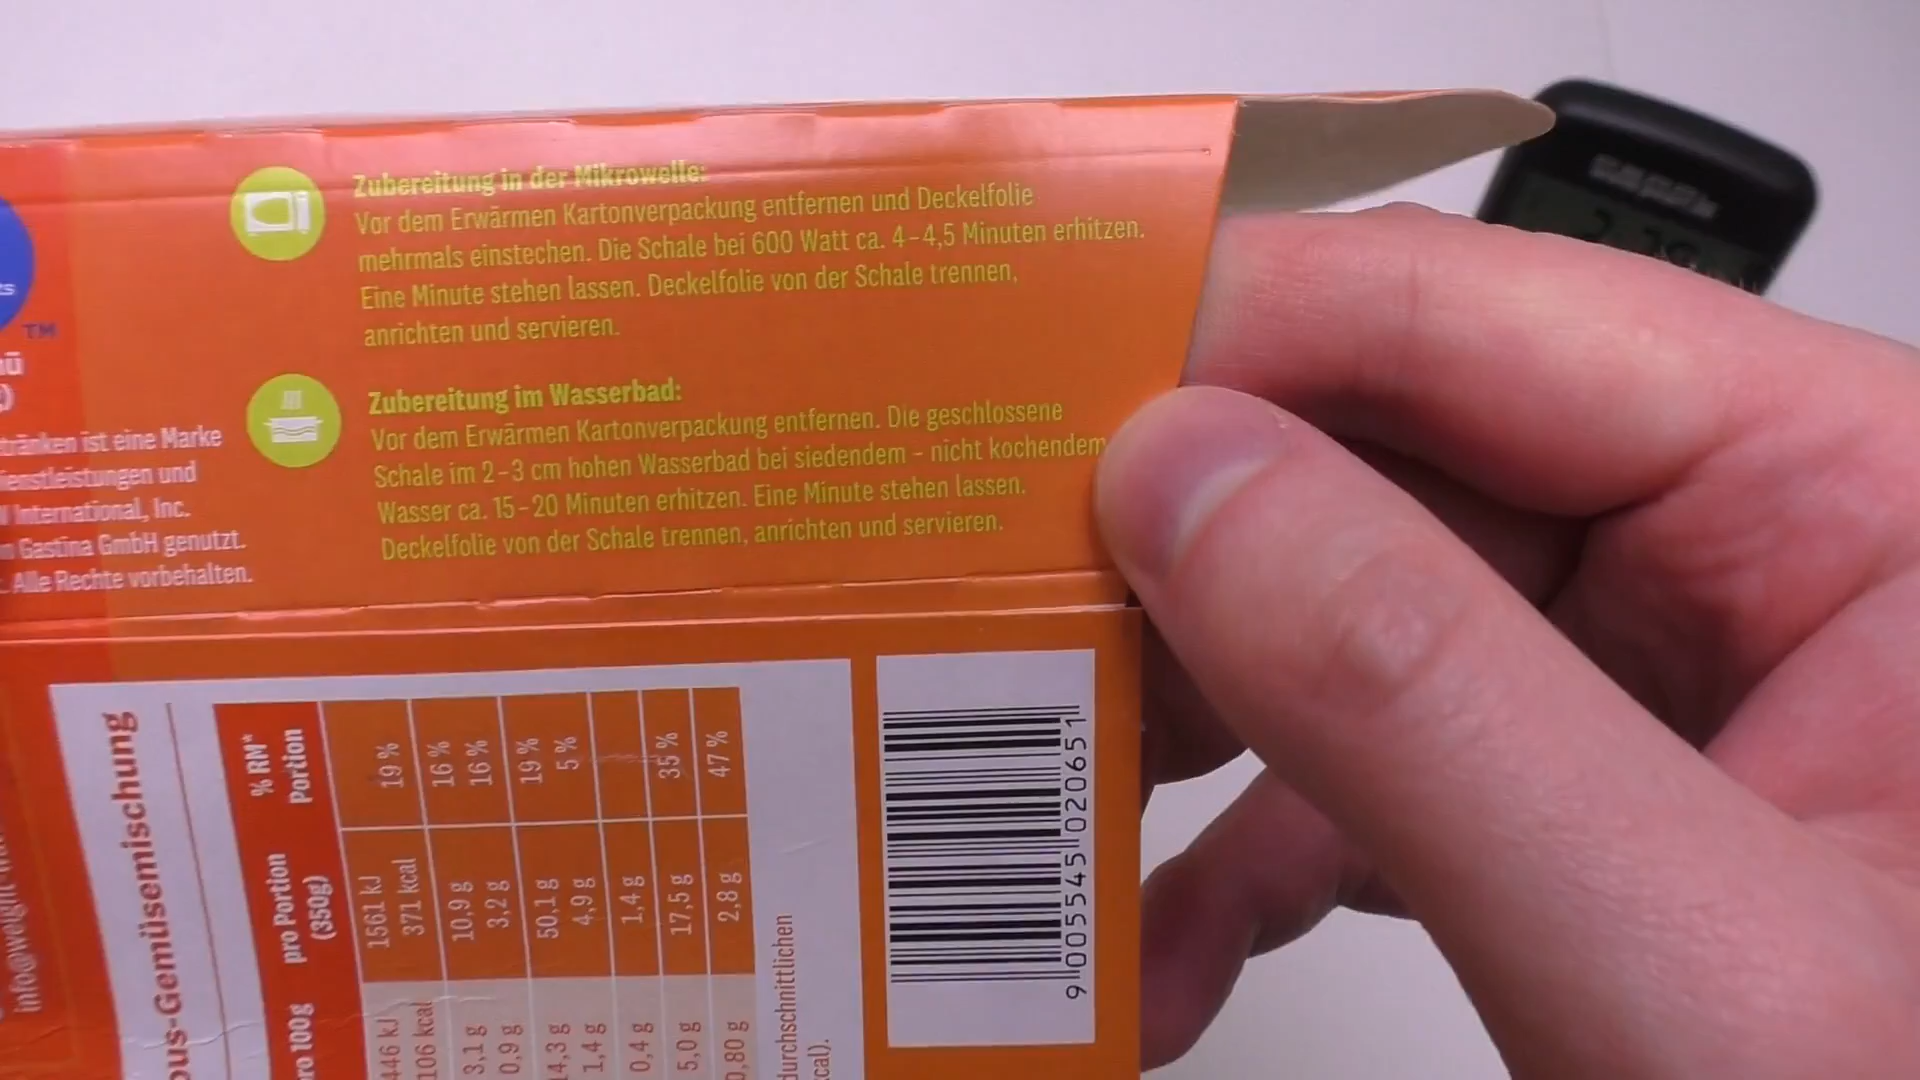 Zubereitung in der Mikrowelle:
Vor dem Erwärmen Kartonverpackung entfernen und Deckelfolie
mehrmals einstechen. Die Schale bei 600 Watt ca. 4-4,5 Minuten erhitzen.
Eine Minute stehen lassen. Deckelfolie von der Schale trennen,
anrichten und servieren.
Zubereitung im Wasserbad:
Vor dem Erwärmen Kartonverpackung entfernen. Die geschlossene
Schale im 2-3 cm hohen Wasserbad bei siedendem - nicht kochendem
Wasser ca. 15-20 Minuten erhitzen. Eine Minute stehen lassen.
Deckelfolie von der Schale trennen, anrichten und servieren.
TM
tränken ist eine Marke
ienstleistungen und
International, Inc.
Gastina GmbH genutzt.
Alle Rechte vorbehalten.
ous-Gemüsemischung
ro 100g pro Portion (350g) % RM* Portion
446 kJ 1561 kJ
106 kcal 371 kcal 19%
3,1 g 10,9 g 16%
0,9 g 3,2 g 16%
14,3 g 50,1 g 19%
1,4 g 4,9 g 5%
0,4 g 1,4 g
5,0 g 17,5 g 35%
0,80 g 2,8 g 47%
durchschnittlichen
kcal).
9 005545 020651